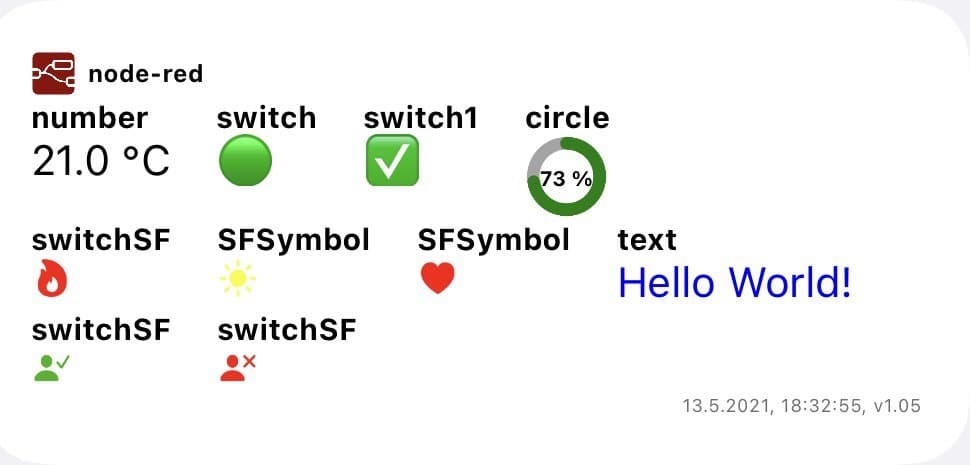 node-red
number switch switch1 circle
21.0 °C 73 %
switchSF SFSymbol SFSymbol text
Hello World!
switchSF switchSF
13.5.2021, 18:32:55, v1.05